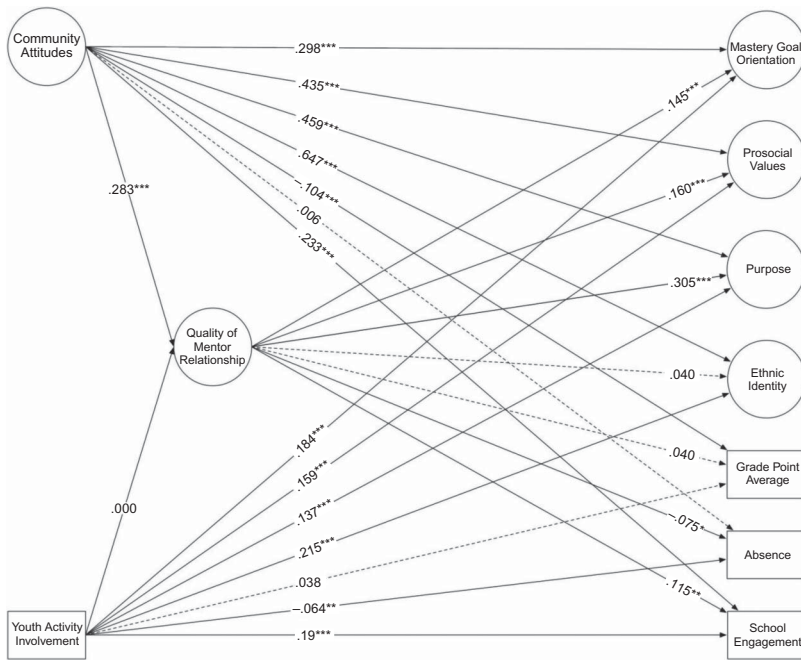 Community
Attitudes
.298***
Mastery Goal
Orientation
.435***
.145***
.459***
.647***
Prosocial
Values
–.104***
.160***
.283***
.006
.233***
Purpose
.305***
Quality of
Mentor
Relationship
Ethnic
Identity
.040
.184***
.040
Grade Point
Average
.159***
.000
.137***
–.075*
.215***
Absence
.038
.115**
–.064**
Youth Activity
Involvement
.19***
School
Engagement